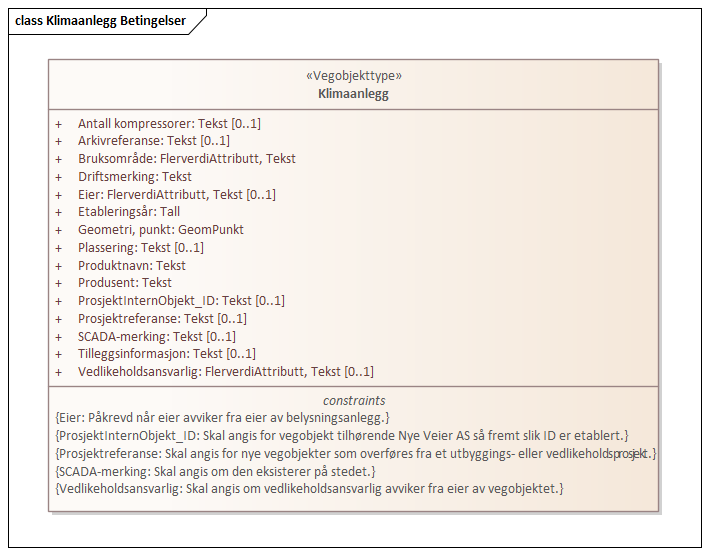 class Klimaanlegg Betingelser
«Vegobjekttype»
Klimaanlegg
+ Antall kompressorer: Tekst [0..1]
+ Arkivreferanse: Tekst [0..1]
+ Bruksområde: FlerverdiAttributt, Tekst
+ Driftsmerking: Tekst
+ Eier: FlerverdiAttributt, Tekst [0..1]
+ Etableringsår: Tall
+ Geometri, punkt: GeomPunkt
+ Plassering: Tekst [0..1]
+ Produktnavn: Tekst
+ Produsent: Tekst
+ ProsjektInternObjekt_ID: Tekst [0..1]
+ Prosjektreferanse: Tekst [0..1]
+ SCADA-merking: Tekst [0..1]
+ Tilleggsinformasjon: Tekst [0..1]
+ Vedlikeholdsansvarlig: FlerverdiAttributt, Tekst [0..1]
constraints
{Eier: Påkrevd når eier avviker fra eier av belysningsanlegg.}
{ProsjektInternObjekt_ID: Skal angis for vegobjekt tilhørende Nye Veier AS så fremt slik ID er etablert.}
{Prosjektreferanse: Skal angis for nye vegobjekter som overføres fra et utbyggings- eller vedlikeholdsprosjekt.}
{SCADA-merking: Skal angis om den eksisterer på stedet.}
{Vedlikeholdsansvarlig: Skal angis om vedlikeholdsansvarlig avviker fra eier av vegobjektet.}